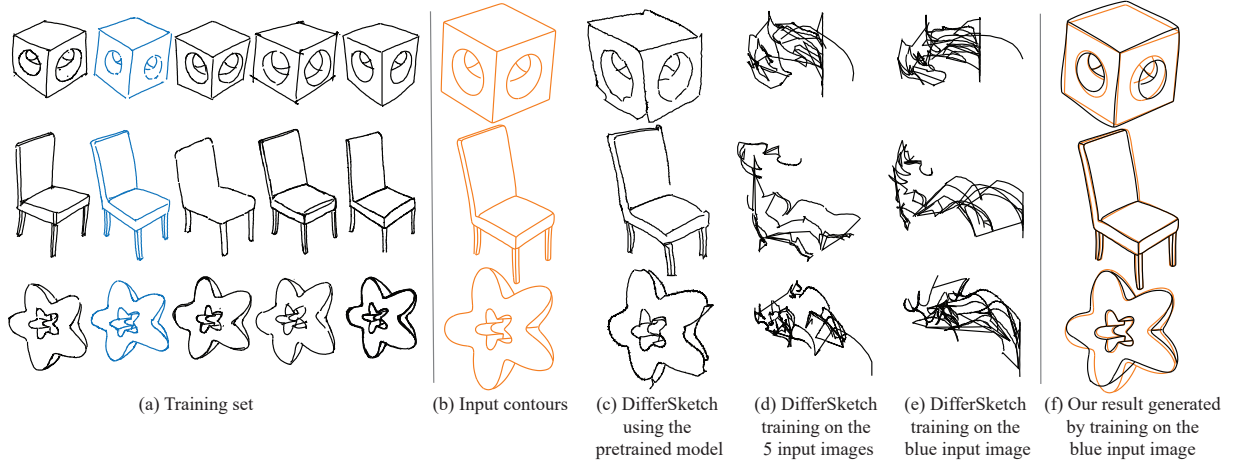 (a) Training set
(b) Input contours
(c) DifferSketch
using the
pretrained model
(d) DifferSketch
training on the
5 input images
(e) DifferSketch
training on the
blue input image
(f) Our result generated
by training on the
blue input image